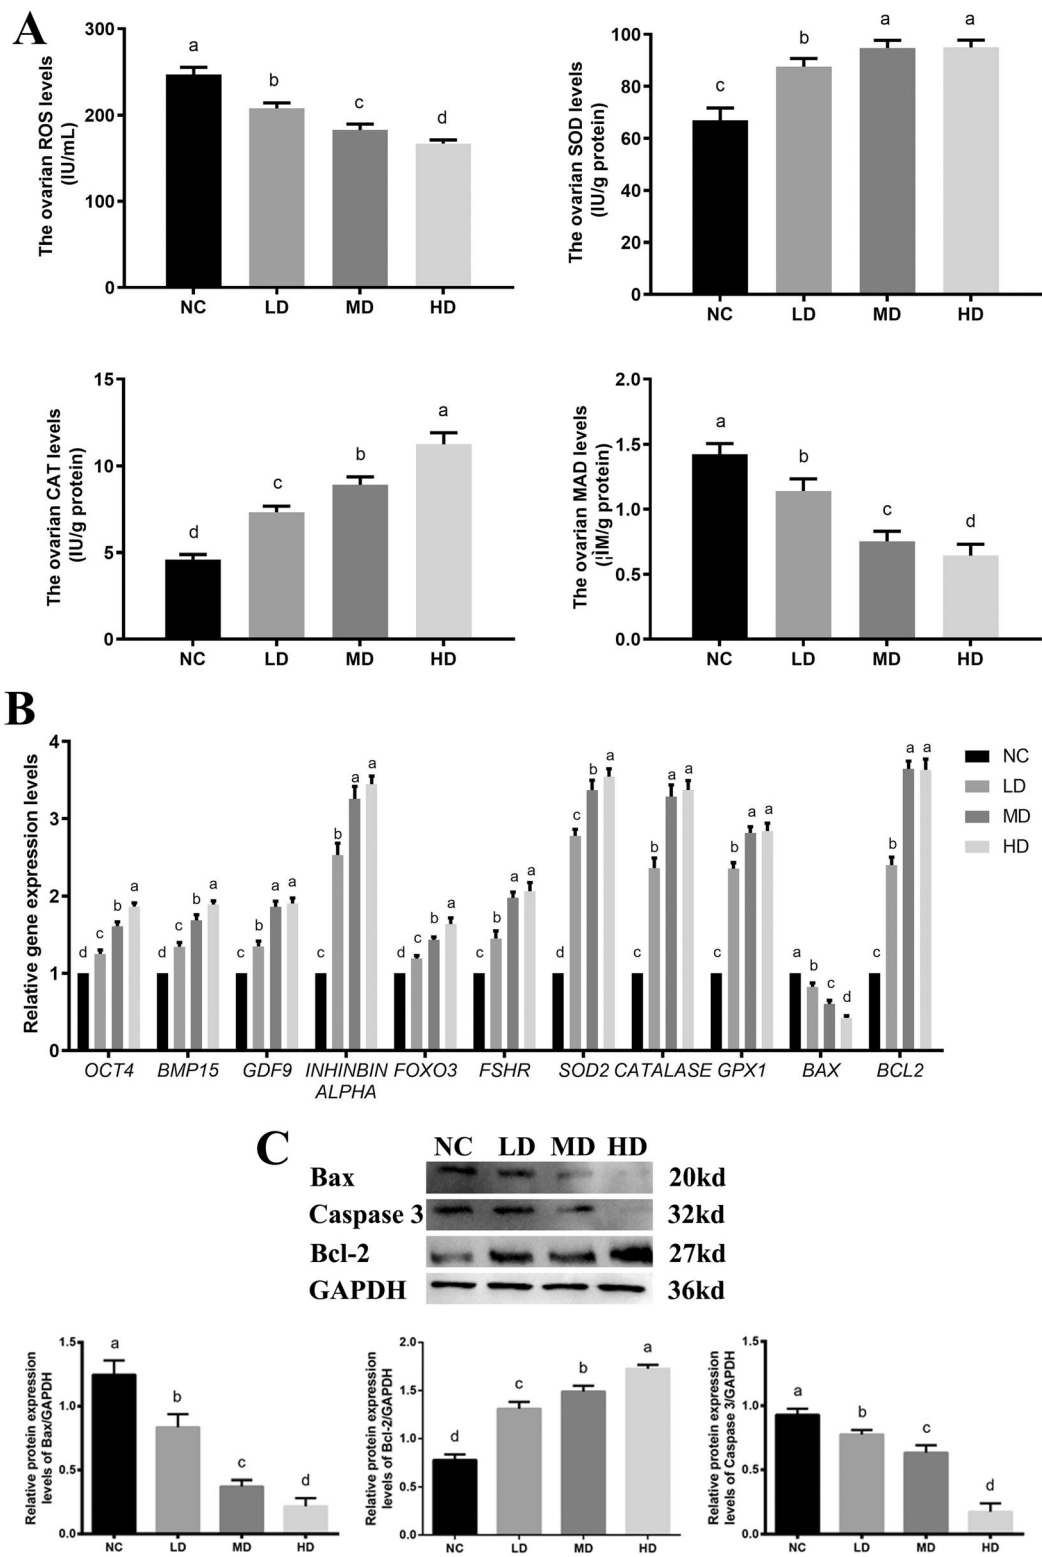 A
The ovarian ROS levels
(IU/mL)
300
200
100
0
a
b
c
d
NC LD MD HD
The ovarian SOD levels
(IU/g protein)
100
80
60
40
20
0
c
b
a
a
NC LD MD HD
The ovarian CAT levels
(IU/g protein)
15
10
5
0
d
c
b
a
NC LD MD HD
The ovarian MAD levels
(¦ÌM/g protein)
2.0
1.5
1.0
0.5
0.0
a
b
c
d
NC LD MD HD
B
Relative gene expression levels
4
3
2
1
0
d c b a
d c b a
c b a a
c b a a
d c b a
c b a a
d c b a
c b a a
c b a a
a b c d
c b a a
OCT4 BMP15 GDF9 INHINBIN FOXO3 FSHR SOD2 CATALASE GPX1 BAX BCL2
ALPHA
NC
LD
MD
HD
C
NC LD MD HD
Bax 20kd
Caspase 3 32kd
Bcl-2 27kd
GAPDH 36kd
Relative protein expression
levels of Bax/GAPDH
1.5
1.0
0.5
0.0
a
b
c
d
NC LD MD HD
Relative protein expression
levels of Bcl-2/GAPDH
2.0
1.5
1.0
0.5
0.0
d
c
b
a
NC LD MD HD
Relative protein expression
levels of Caspase 3/GAPDH
1.5
1.0
0.5
0.0
a
b
c
d
NC LD MD HD